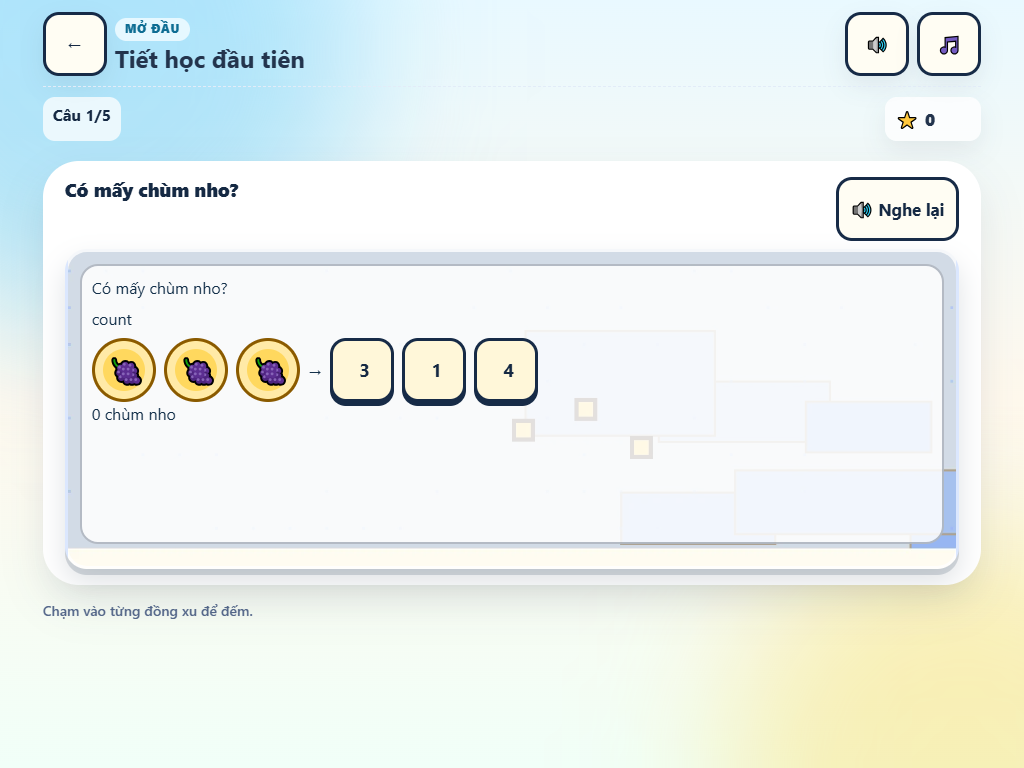 ←
MỞ ĐẦU
Tiết học đầu tiên
Câu 1/5
0
Có mấy chùm nho?
Nghe lại
Có mấy chùm nho?
count
→ 3 1 4
0 chùm nho
Chạm vào từng đồng xu để đếm.